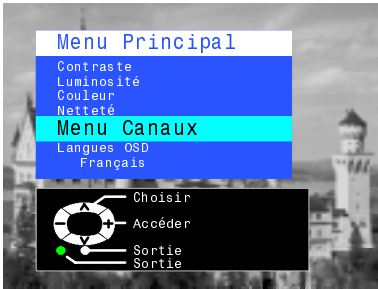 Menu Principal
Contraste
Luminosité
Couleur
Netteté
Menu Canaux
Langues OSD
Français
Choisir
Accéder
Sortie
Sortie